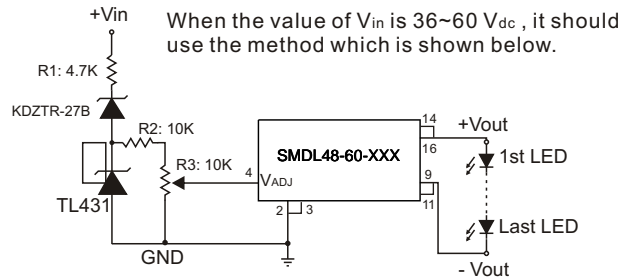 +Vin
When the value of Vin is 36~60 Vdc , it should
use the method which is shown below.
R1: 4.7K
KDZTR-27B
R2: 10K
R3: 10K
TL431
GND
4
VADJ
SMDL48-60-XXX
2
3
14
16
9
11
+Vout
1st LED
Last LED
- Vout